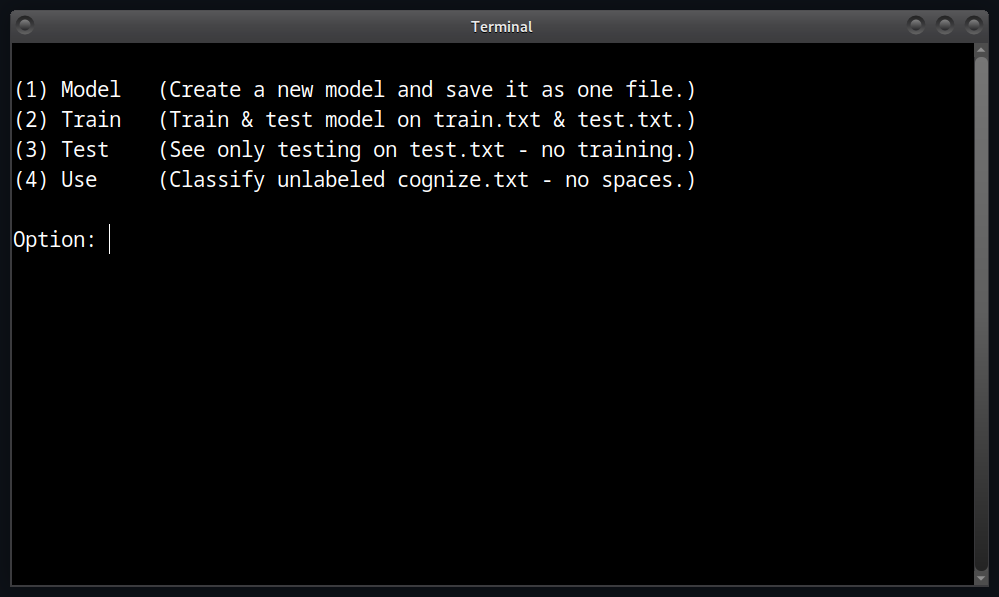 Terminal
(1) Model   (Create a new model and save it as one file.)
(2) Train   (Train & test model on train.txt & test.txt.)
(3) Test    (See only testing on test.txt - no training.)
(4) Use     (Classify unlabeled cognize.txt - no spaces.)
Option: